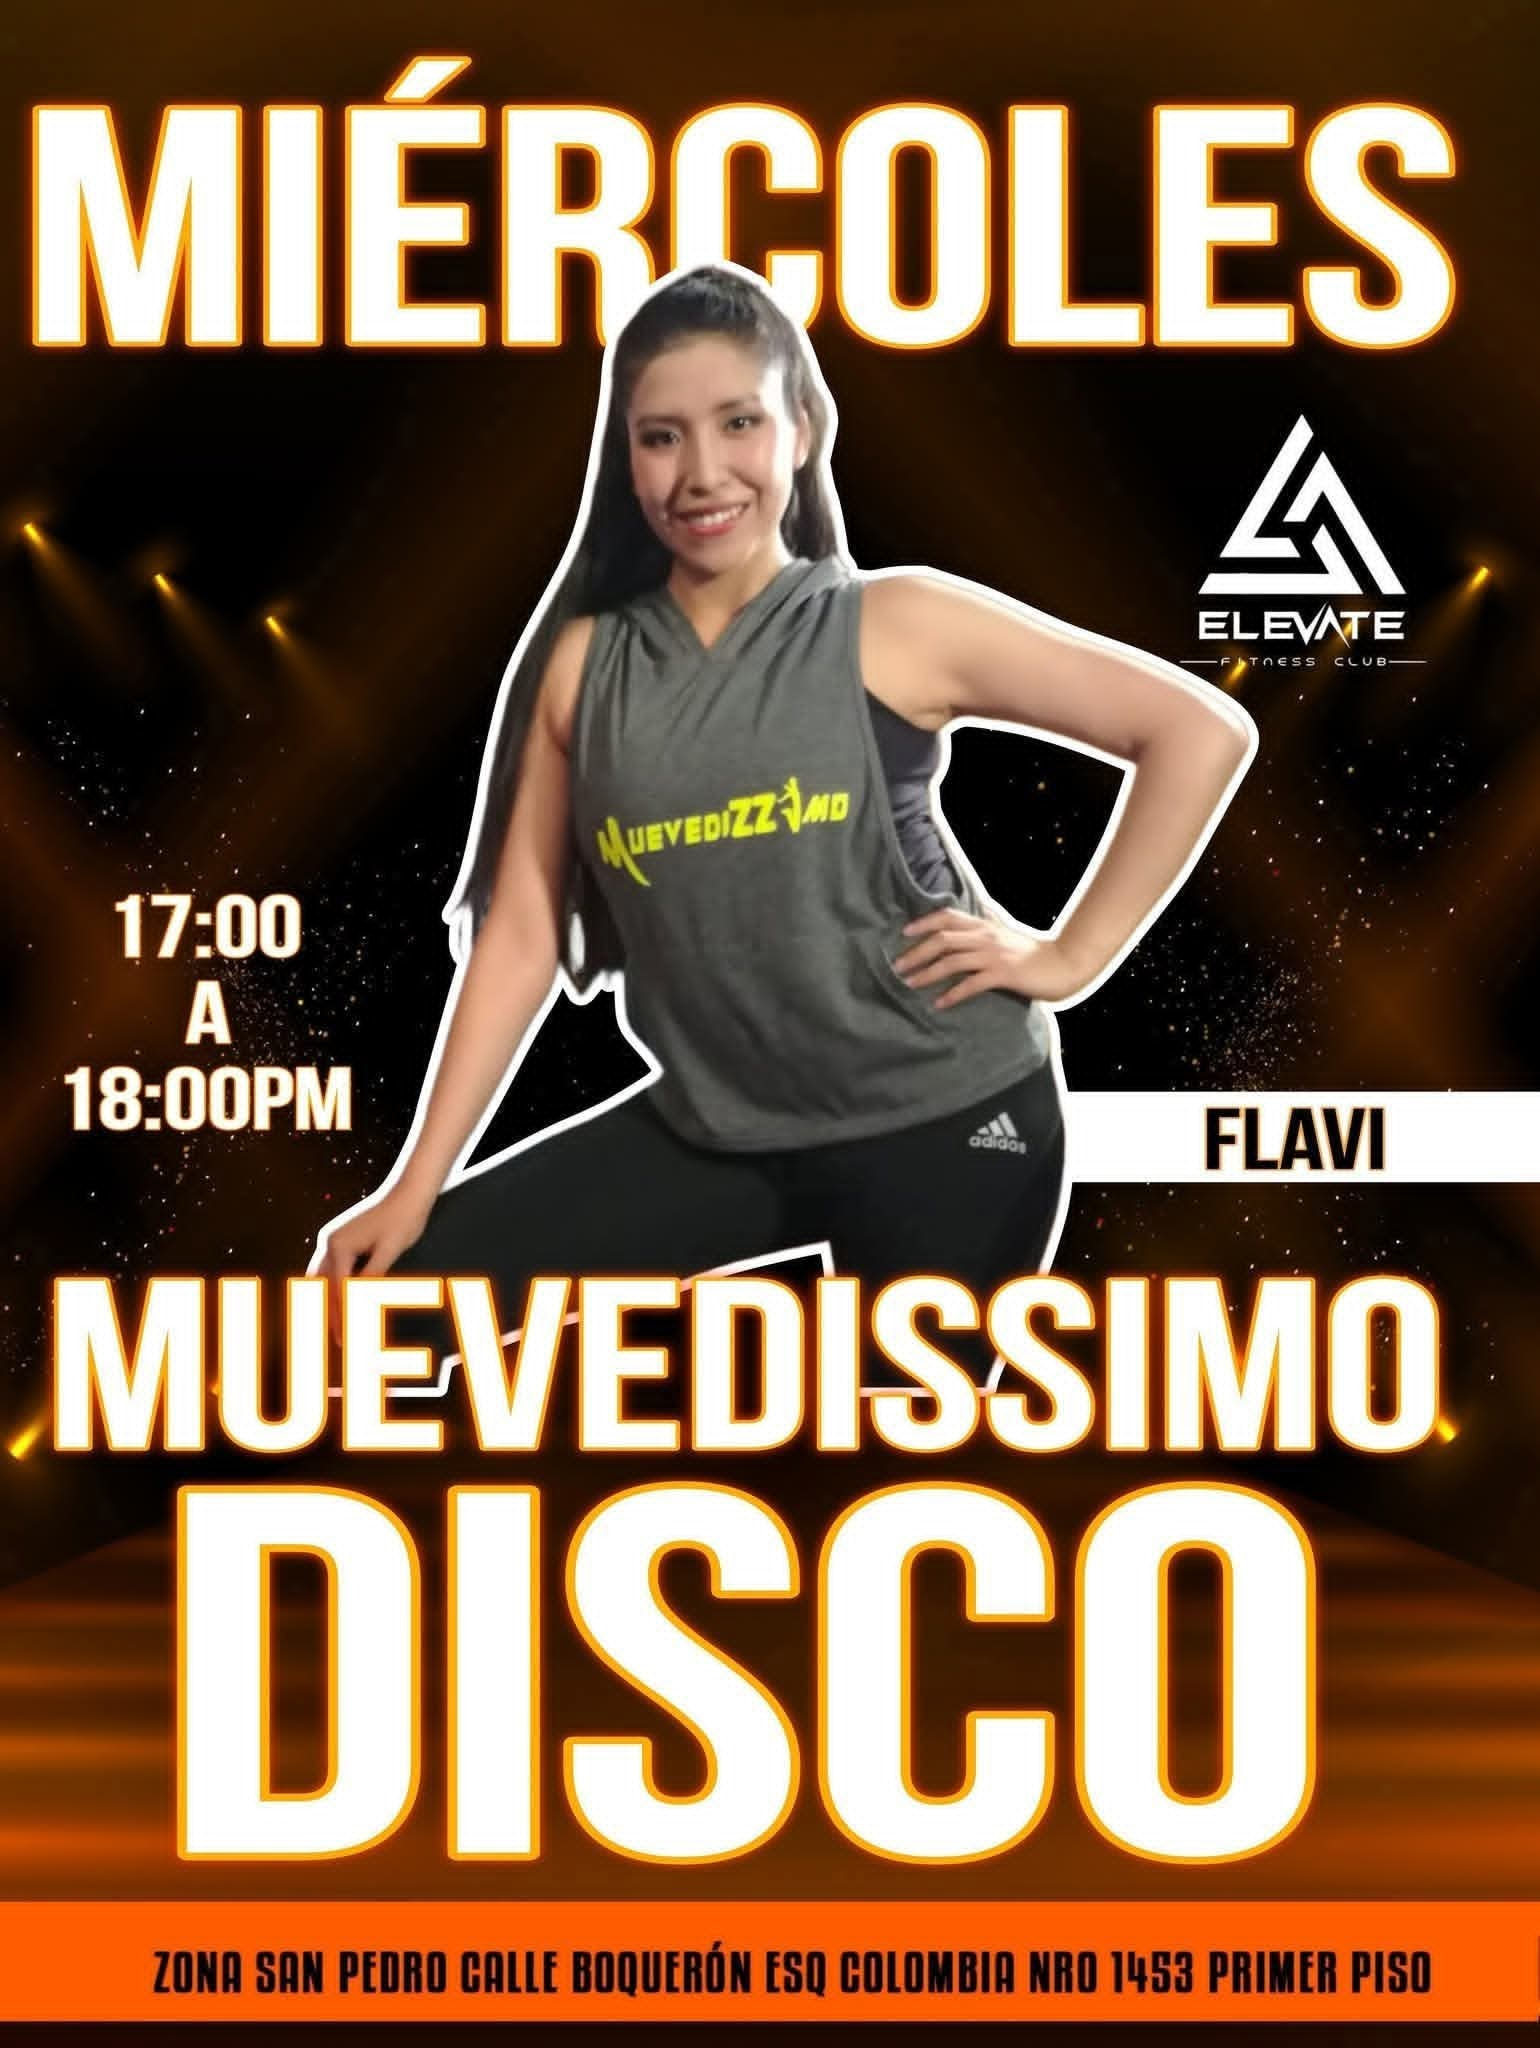 MIÉRCOLES
ELEVATE
FITNESS CLUB
MUEVEDIZZIMO
17:00
A
18:00PM
adidas
FLAVI
MUEVEDISSIMO
DISCO
ZONA SAN PEDRO CALLE BOQUERÓN ESQ COLOMBIA NRO 1453 PRIMER PISO